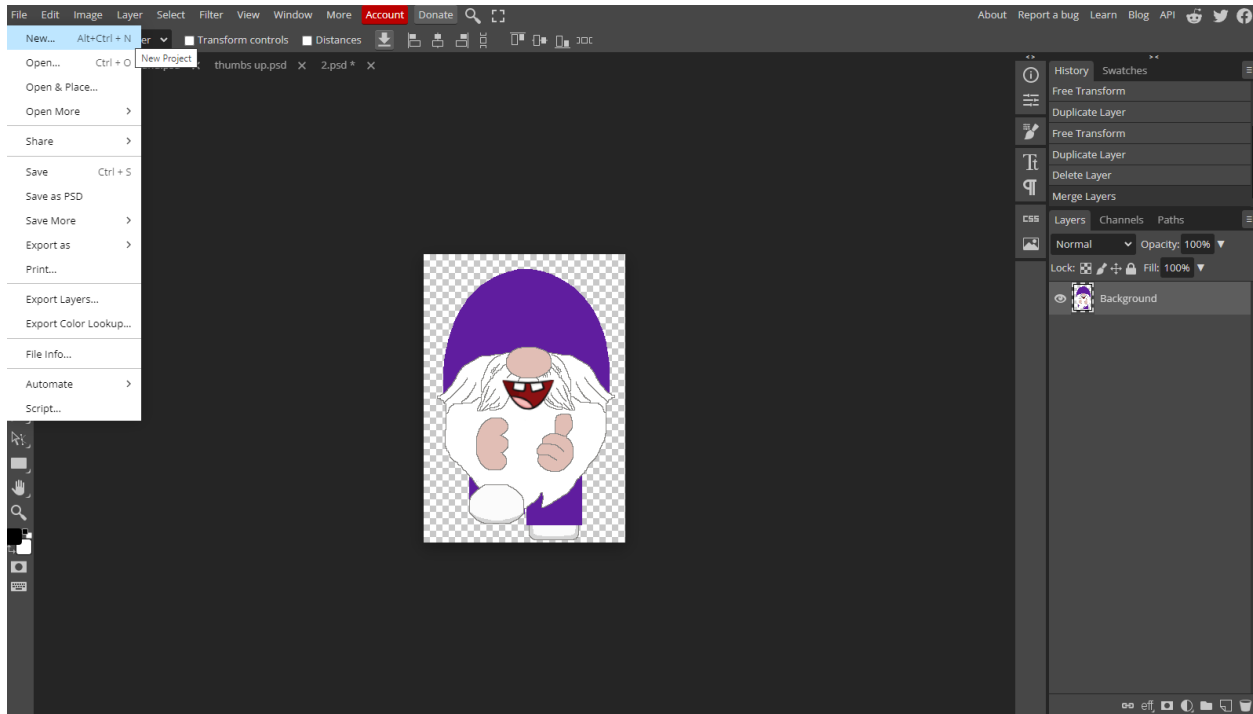 File Edit Image Layer Select Filter View Window More Account Donate About Report a bug Learn Blog API
New... Alt+Ctrl + N
er Transform controls Distances
Open... Ctrl + O
New Project
thumbs up.psd 2.psd *
Open & Place...
Open More
Share
Save Ctrl + S
Save as PSD
Save More
Export as
Print...
Export Layers...
Export Color Lookup...
File Info...
Automate
Script...
CSS
History Swatches
Free Transform
Duplicate Layer
Free Transform
Duplicate Layer
Delete Layer
Merge Layers
Layers Channels Paths
Normal Opacity: 100%
Lock: Fill: 100%
Background
eff